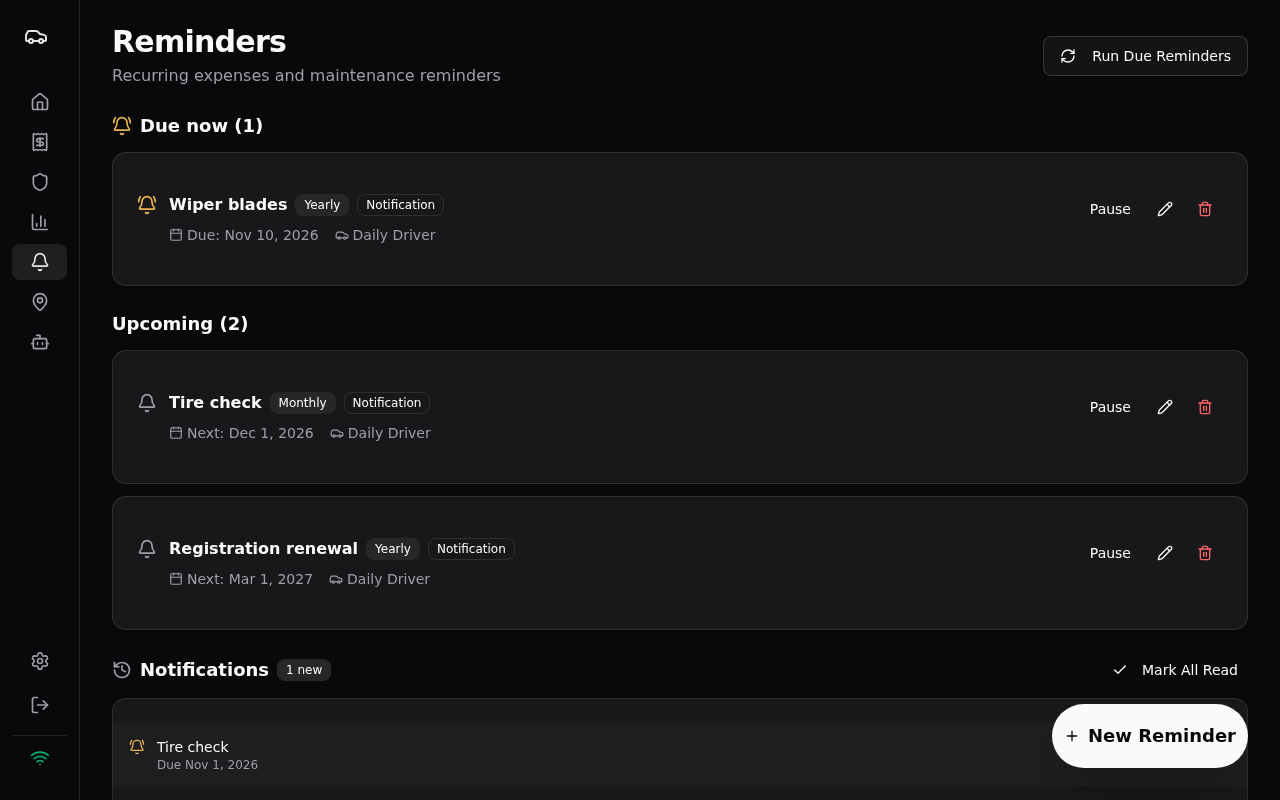 Reminders
Recurring expenses and maintenance reminders
Run Due Reminders
Due now (1)
Wiper blades Yearly Notification
Due: Nov 10, 2026 Daily Driver
Pause
Upcoming (2)
Tire check Monthly Notification
Next: Dec 1, 2026 Daily Driver
Pause
Registration renewal Yearly Notification
Next: Mar 1, 2027 Daily Driver
Pause
Notifications 1 new
Mark All Read
Tire check
Due Nov 1, 2026
+ New Reminder